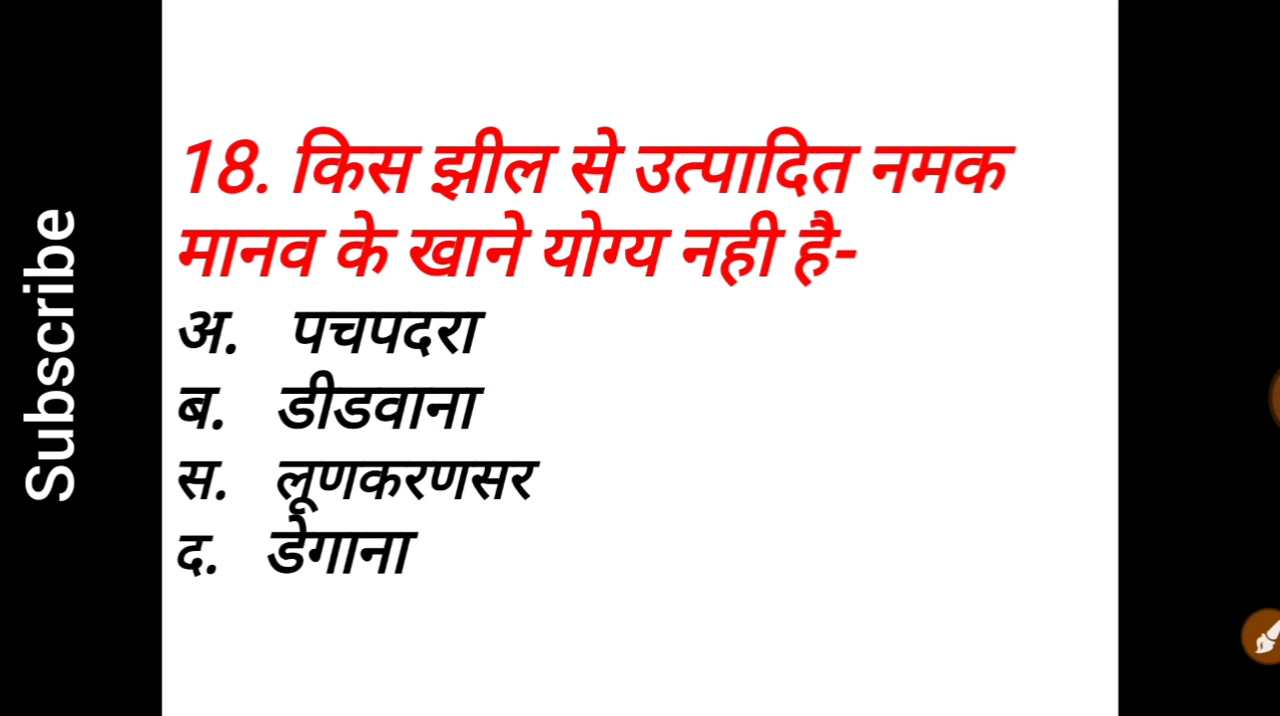 Subscribe
18. किस झील से उत्पादित नमक
मानव के खाने योग्य नही है-
अ. पचपदरा
ब. डीडवाना
स. लूणकरणसर
द. डेगाना